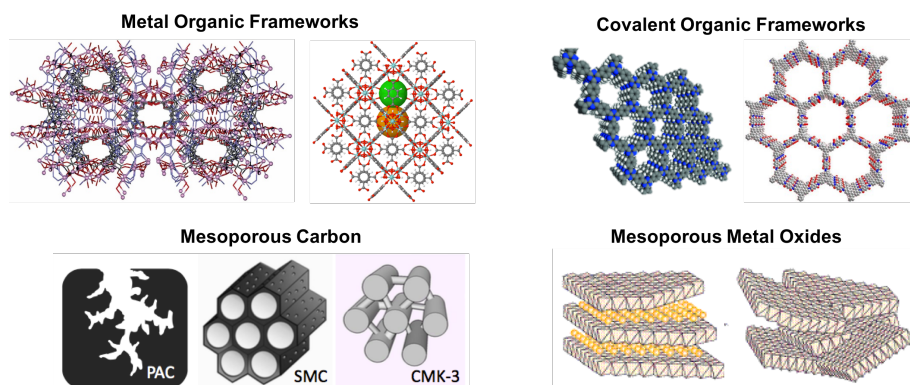 Metal Organic Frameworks
Covalent Organic Frameworks
Mesoporous Carbon
Mesoporous Metal Oxides
PAC
SMC
CMK-3